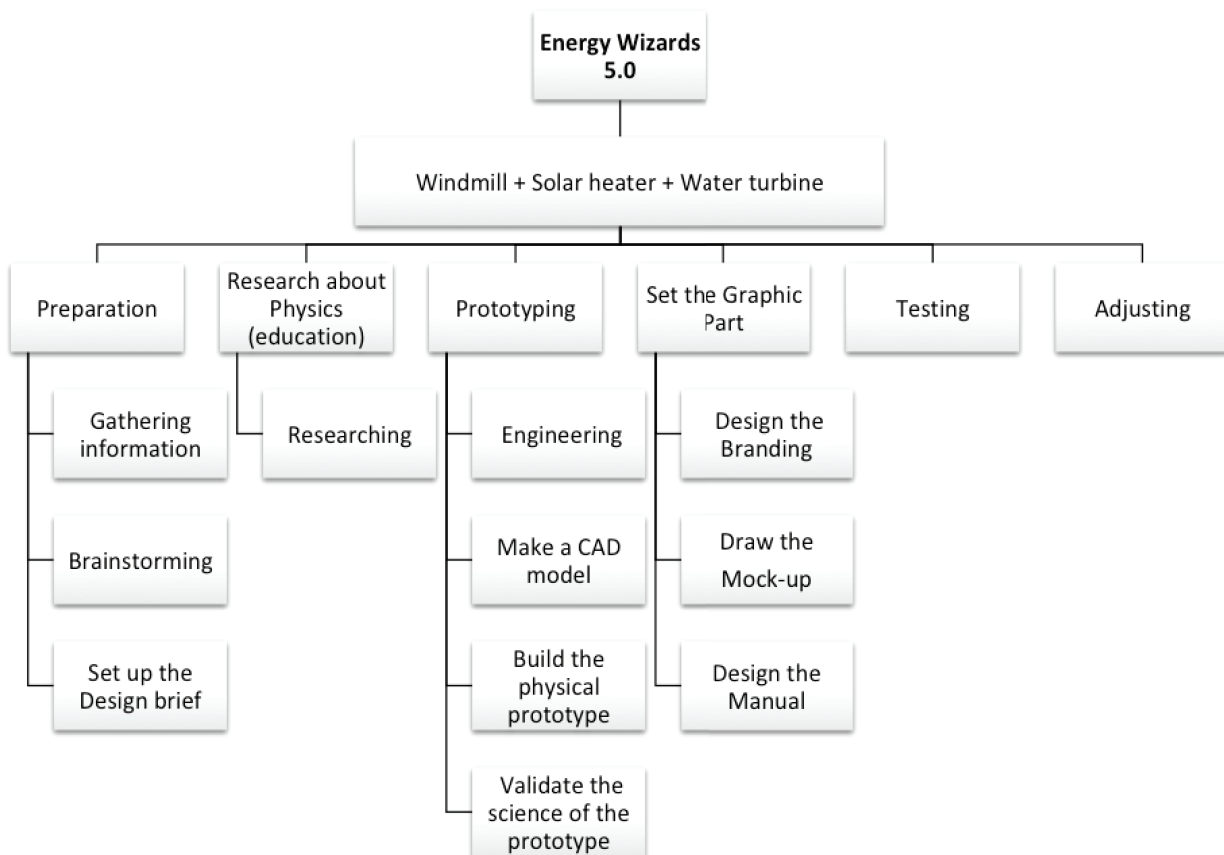 Energy Wizards
5.0
Windmill + Solar heater + Water turbine
Preparation
Research about
Physics
(education)
Prototyping
Set the Graphic
Part
Testing
Adjusting
Gathering
information
Brainstorming
Set up the
Design brief
Researching
Engineering
Make a CAD
model
Build the
physical
prototype
Validate the
science of the
prototype
Design the
Branding
Draw the
Mock-up
Design the
Manual